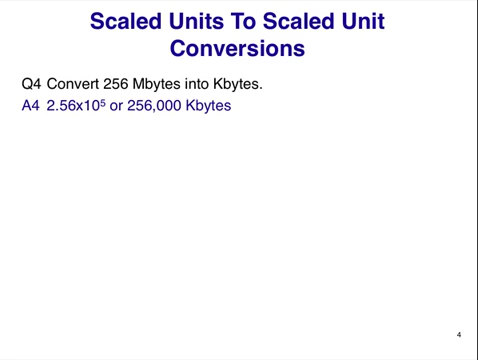 Scaled Units To Scaled Unit
Conversions
Q4 Convert 256 Mbytes into Kbytes.
A4 2.56x10⁵ or 256,000 Kbytes
4